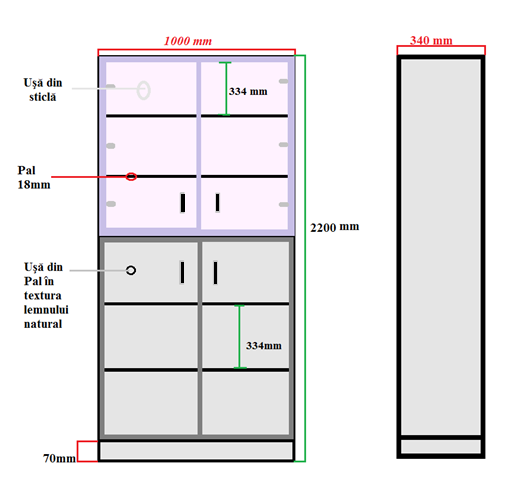 1000 mm
340 mm
Ușă din
sticlă
334 mm
Pal
18mm
2200 mm
Ușă din
Pal în
textura
lemnului
natural
334mm
70mm